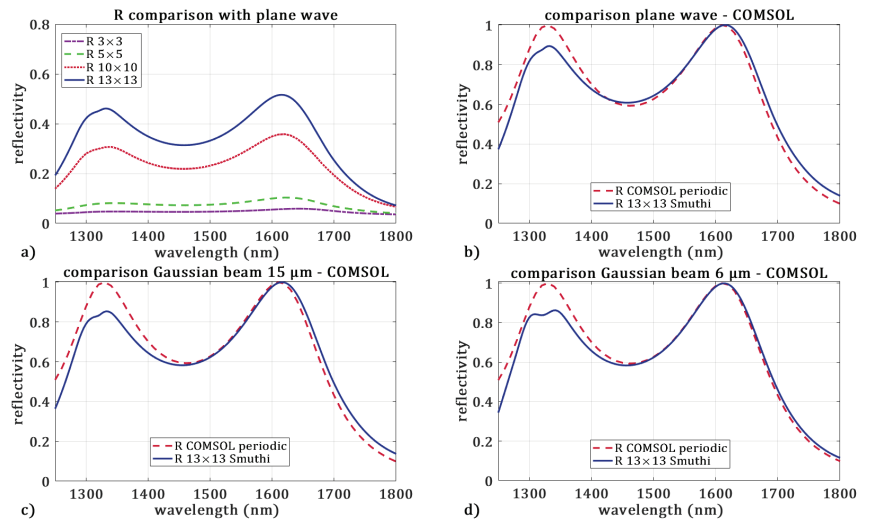 R comparison with plane wave
0.8
0.6
0.4
0.2
0
reflectivity
R 3×3
R 5×5
R 10×10
R 13×13
1300 1400 1500 1600 1700 1800
wavelength (nm)
a)
comparison plane wave - COMSOL
1
0.8
0.6
0.4
0.2
0
reflectivity
R COMSOL periodic
R 13×13 Smuthi
1300 1400 1500 1600 1700 1800
wavelength (nm)
b)
comparison Gaussian beam 15 µm - COMSOL
1
0.8
0.6
0.4
0.2
0
reflectivity
R COMSOL periodic
R 13×13 Smuthi
1300 1400 1500 1600 1700 1800
wavelength (nm)
c)
comparison Gaussian beam 6 µm - COMSOL
1
0.8
0.6
0.4
0.2
0
reflectivity
R COMSOL periodic
R 13×13 Smuthi
1300 1400 1500 1600 1700 1800
wavelength (nm)
d)